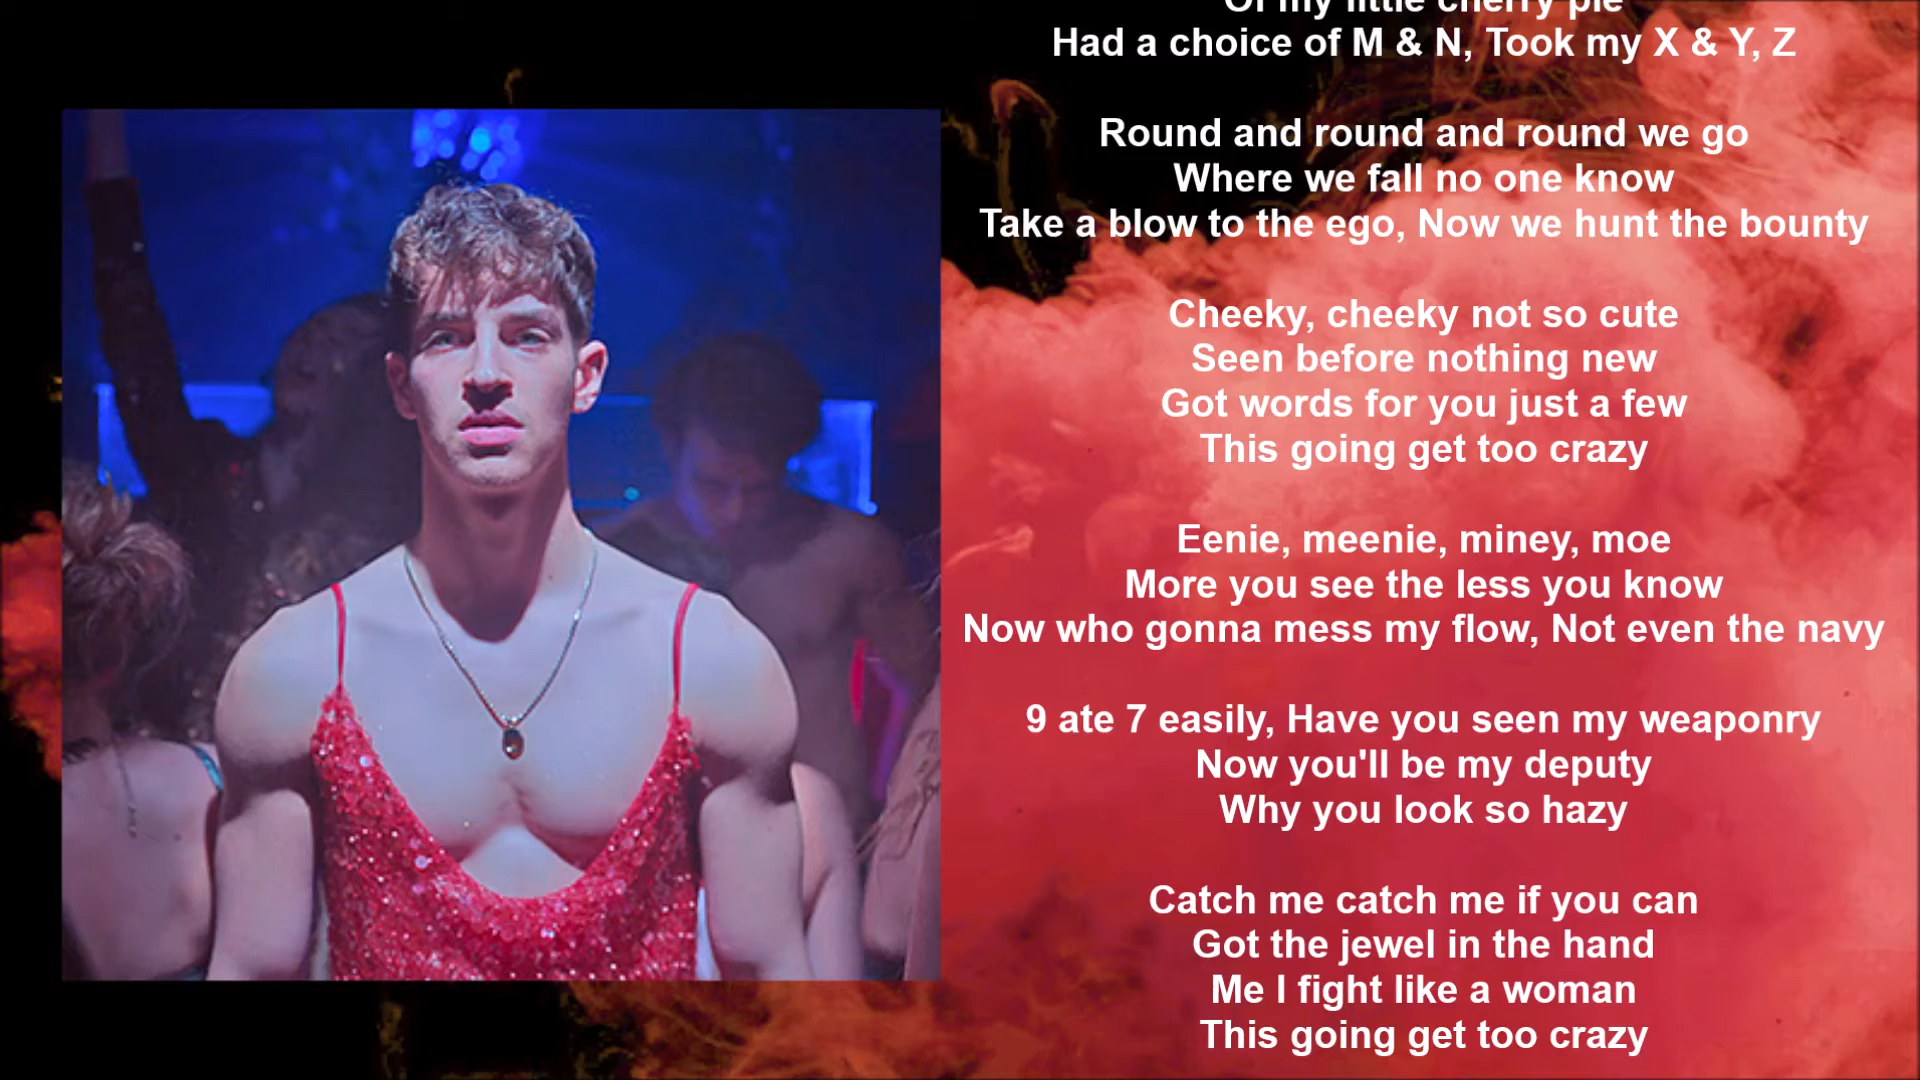 Of my little cherry pie
Had a choice of M & N, Took my X & Y, Z
Round and round and round we go
Where we fall no one know
Take a blow to the ego, Now we hunt the bounty
Cheeky, cheeky not so cute
Seen before nothing new
Got words for you just a few
This going get too crazy
Eenie, meenie, miney, moe
More you see the less you know
Now who gonna mess my flow, Not even the navy
9 ate 7 easily, Have you seen my weaponry
Now you'll be my deputy
Why you look so hazy
Catch me catch me if you can
Got the jewel in the hand
Me I fight like a woman
This going get too crazy